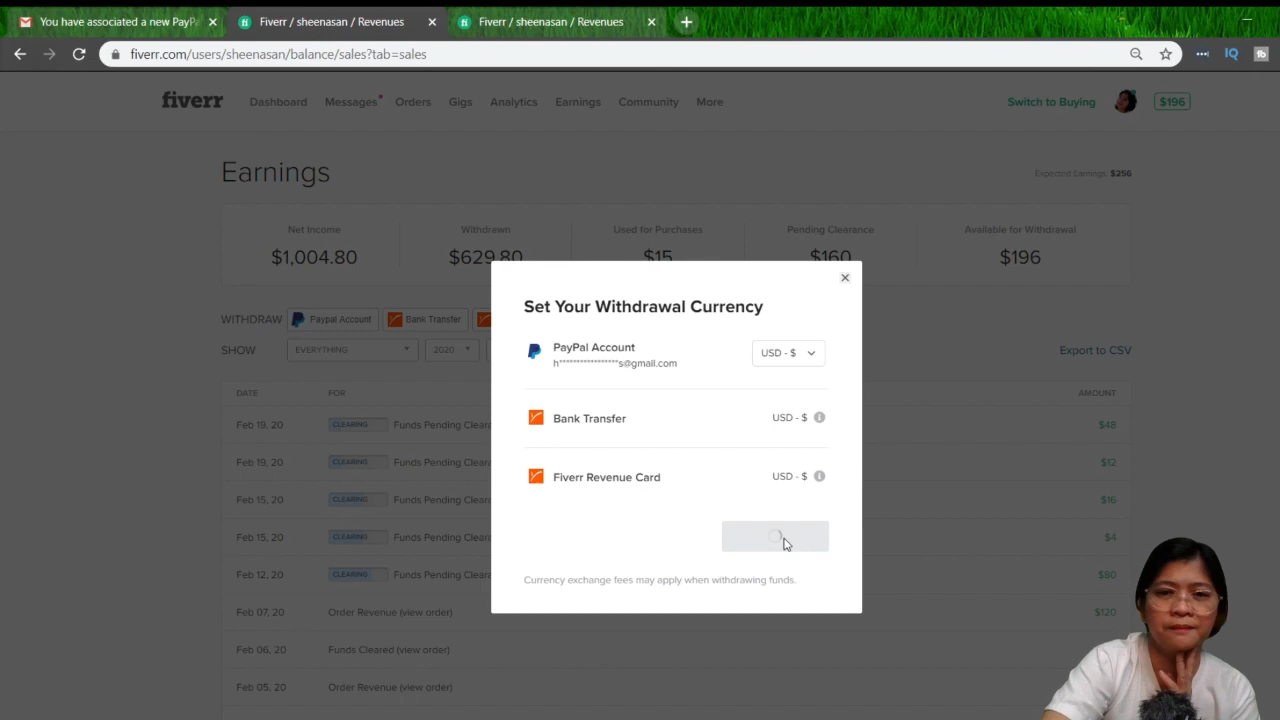 You have associated a new PayP
Fiverr / sheenasan / Revenues
Fiverr / sheenasan / Revenues
fiverr.com/users/sheenasan/balance/sales?tab=sales
fiverr
Dashboard Messages Orders Gigs Analytics Earnings Community More
Switch to Buying
$196
Earnings
Expected Earnings: $256
Net Income Withdrawn Used for Purchases Pending Clearance Available for Withdrawal
$1,004.80 $629.80 $15 $160 $196
WITHDRAW Paypal Account Bank Transfer
SHOW EVERYTHING 2020
Export to CSV
DATE FOR AMOUNT
Feb 19, 20 CLEARING Funds Pending Cleara $48
Feb 19, 20 CLEARING Funds Pending Cleara $12
Feb 15, 20 CLEARING Funds Pending Cleara $16
Feb 15, 20 CLEARING Funds Pending Cleara $4
Feb 12, 20 CLEARING Funds Pending Cleara $80
Feb 07, 20 Order Revenue (view order) $120
Feb 06, 20 Funds Cleared (view order)
Feb 05, 20 Order Revenue (view order)
Set Your Withdrawal Currency
PayPal Account
h****************s@gmail.com
USD - $
Bank Transfer USD - $
Fiverr Revenue Card USD - $
Currency exchange fees may apply when withdrawing funds.